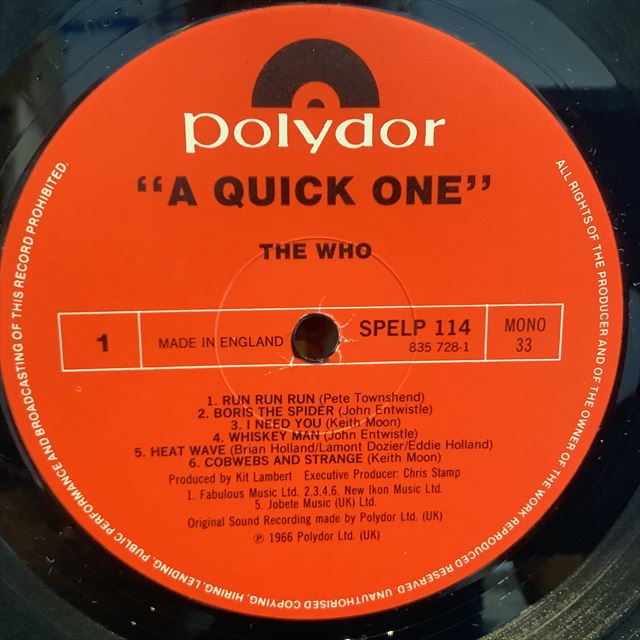 polydor
"A QUICK ONE"
THE WHO
1
MADE IN ENGLAND
SPELP 114
835 728-1
MONO
33
1. RUN RUN RUN (Pete Townshend)
2. BORIS THE SPIDER (John Entwistle)
3. I NEED YOU (Keith Moon)
4. WHISKEY MAN (John Entwistle)
5. HEAT WAVE (Brian Holland/Lamont Dozier/Eddie Holland)
6. COBWEBS AND STRANGE (Keith Moon)
Produced by Kit Lambert Executive Producer: Chris Stamp
1. Fabulous Music Ltd. 2.3.4.6. New Ikon Music Ltd.
5. Jobete Music (UK) Ltd.
Original Sound Recording made by Polydor Ltd. (UK)
℗ 1966 Polydor Ltd. (UK)
ALL RIGHTS OF THE PRODUCER AND OF THE OWNER OF THE WORK REPRODUCED RESERVED. UNAUTHORISED COPYING, HIRING, LENDING, PUBLIC PERFORMANCE AND BROADCASTING OF THIS RECORD PROHIBITED.